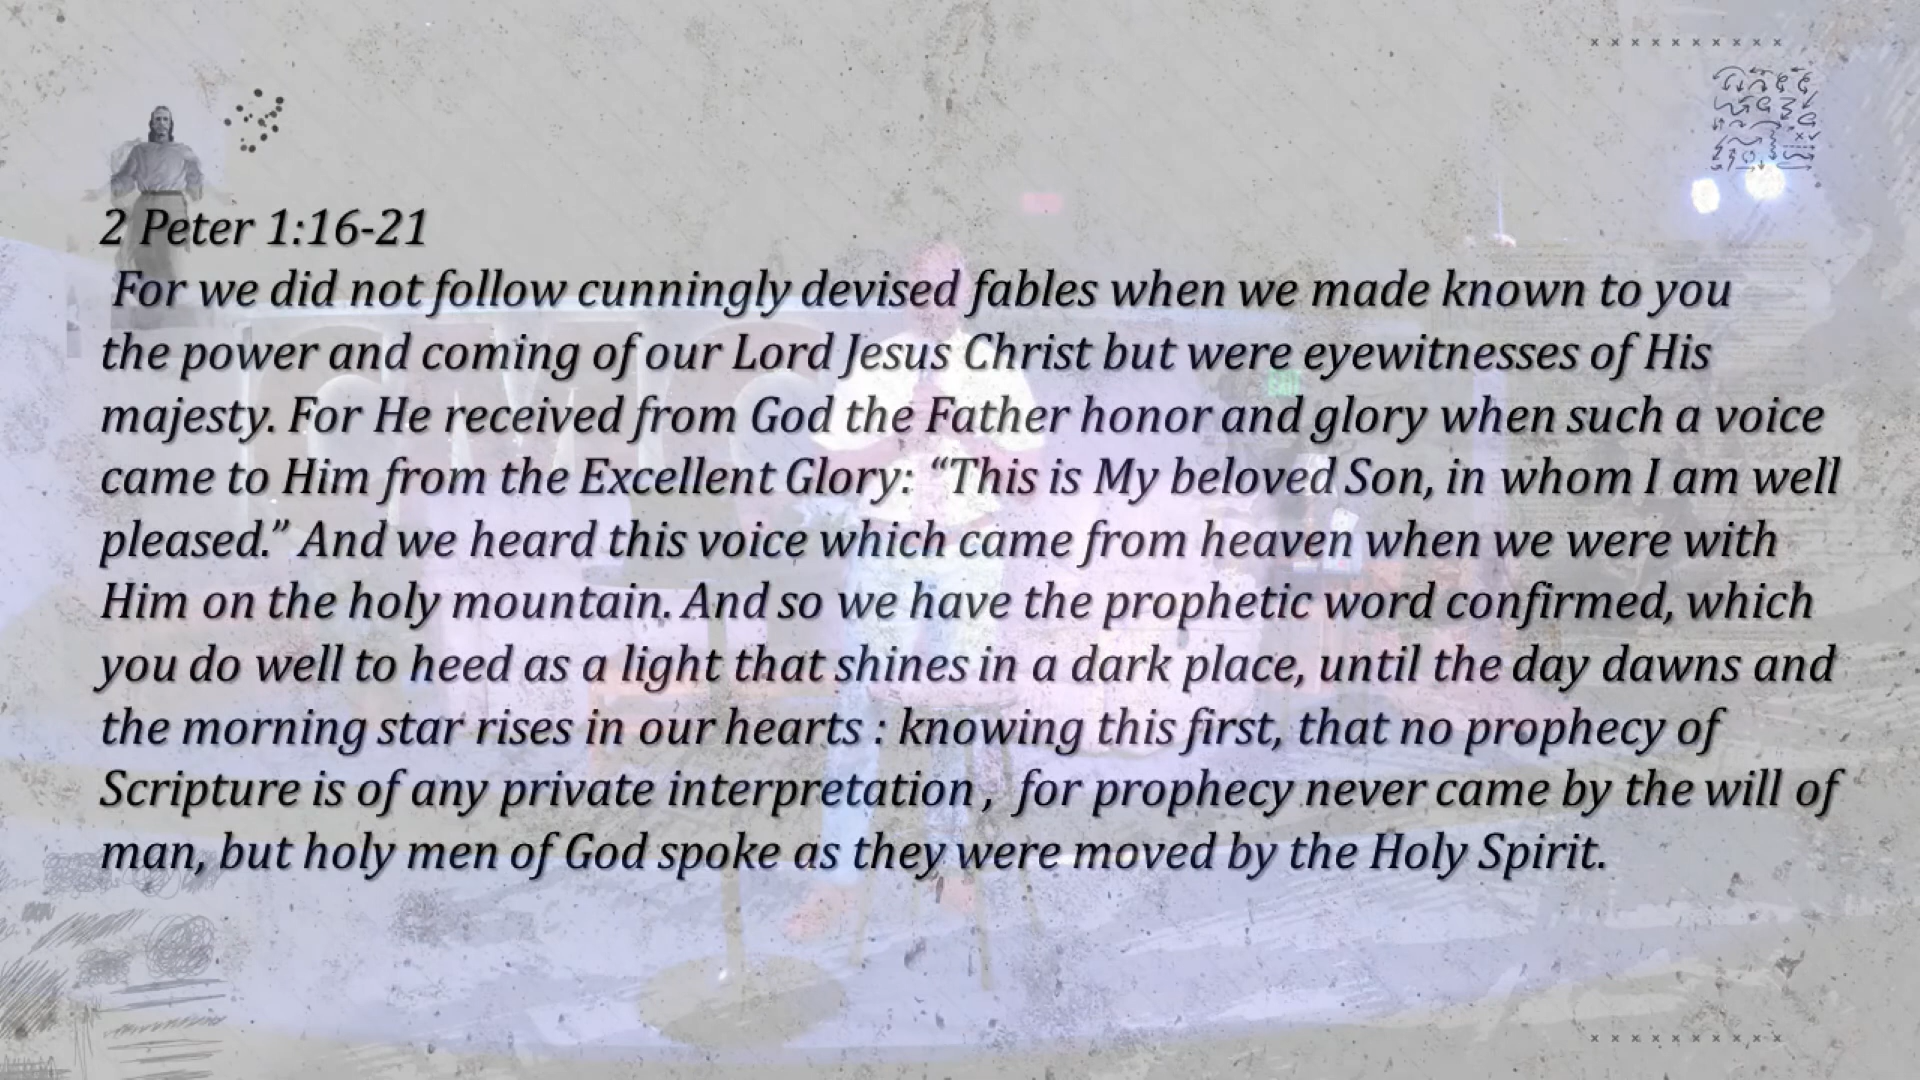 2 Peter 1:16-21
For we did not follow cunningly devised fables when we made known to you
the power and coming of our Lord Jesus Christ but were eyewitnesses of His
majesty. For He received from God the Father honor and glory when such a voice
came to Him from the Excellent Glory: “This is My beloved Son, in whom I am well
pleased.” And we heard this voice which came from heaven when we were with
Him on the holy mountain. And so we have the prophetic word confirmed, which
you do well to heed as a light that shines in a dark place, until the day dawns and
the morning star rises in our hearts : knowing this first, that no prophecy of
Scripture is of any private interpretation , for prophecy never came by the will of
man, but holy men of God spoke as they were moved by the Holy Spirit.